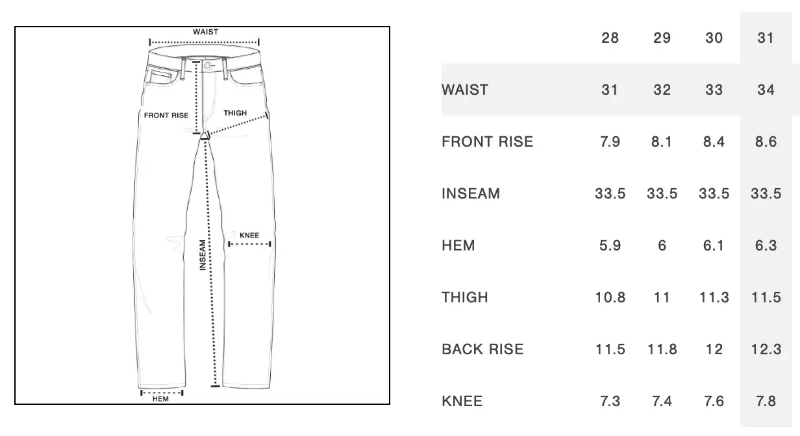 WAIST
FRONT RISE
THIGH
KNEE
INSEAM
HEM
28 29 30 31
WAIST 31 32 33 34
FRONT RISE 7.9 8.1 8.4 8.6
INSEAM 33.5 33.5 33.5 33.5
HEM 5.9 6 6.1 6.3
THIGH 10.8 11 11.3 11.5
BACK RISE 11.5 11.8 12 12.3
KNEE 7.3 7.4 7.6 7.8